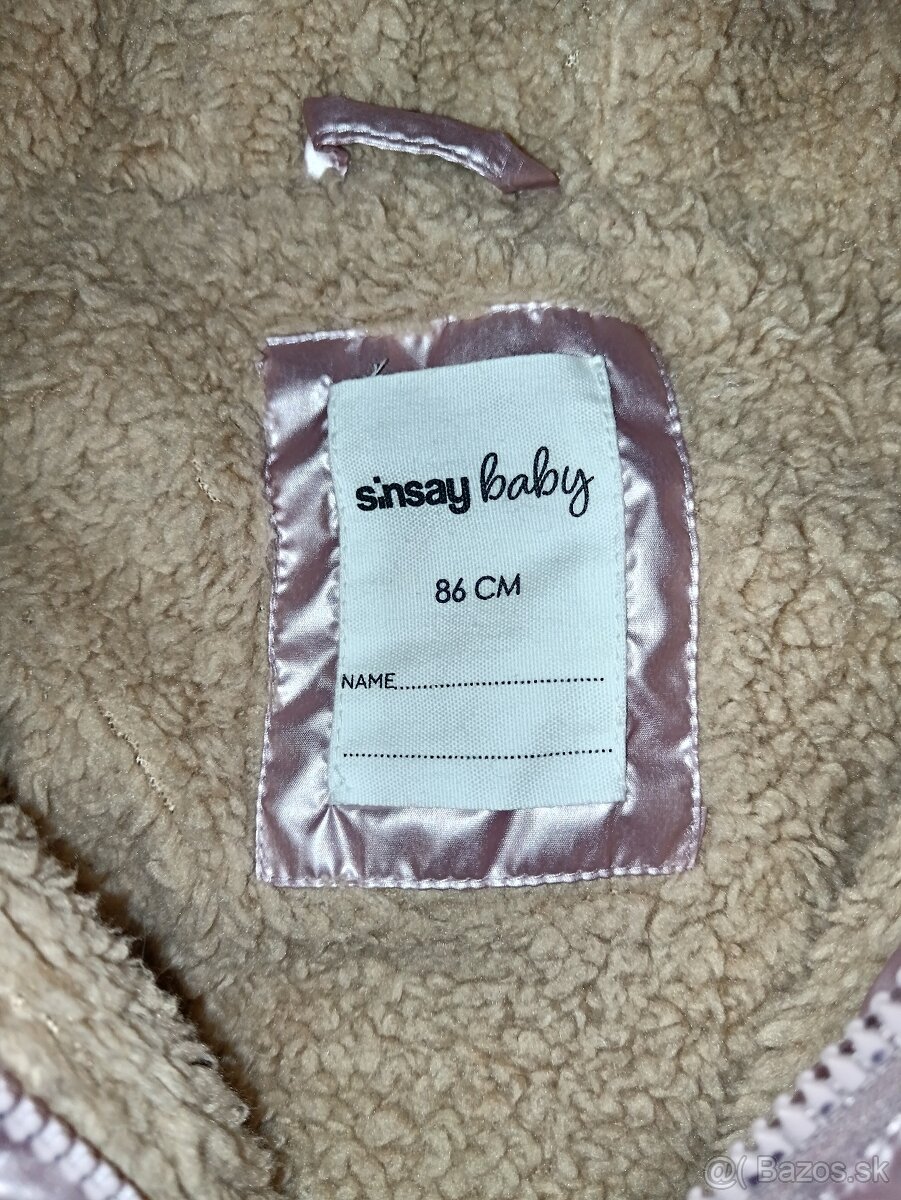 sinsay baby
86 CM
NAME........................................
......................................................
@( Bazos.sk